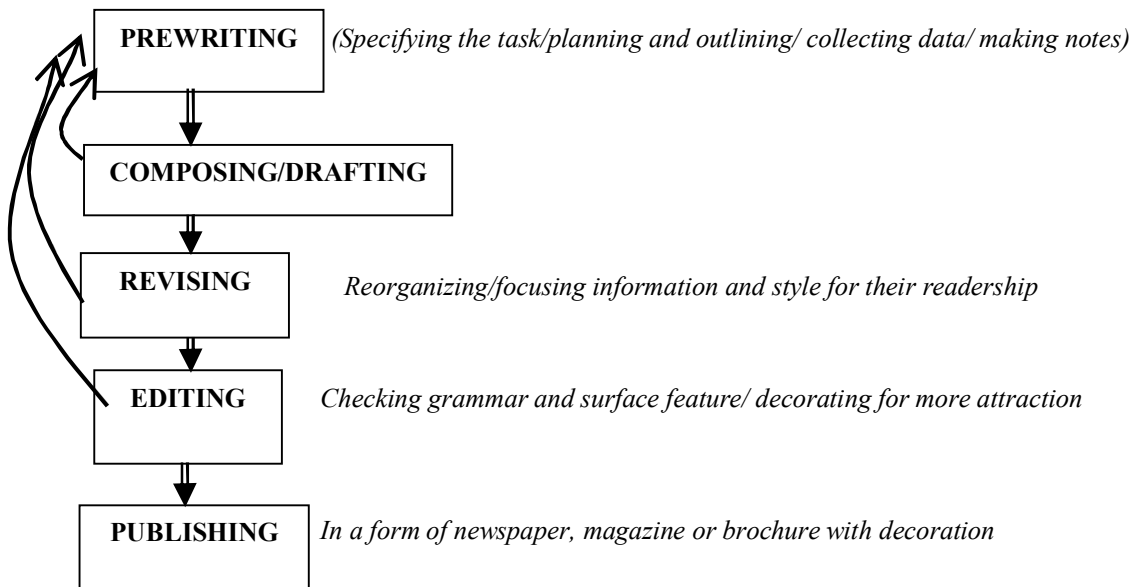 PREWRITING (Specifying the task/planning and outlining/ collecting data/ making notes)
COMPOSING/DRAFTING
REVISING Reorganizing/focusing information and style for their readership
EDITING Checking grammar and surface feature/ decorating for more attraction
PUBLISHING In a form of newspaper, magazine or brochure with decoration